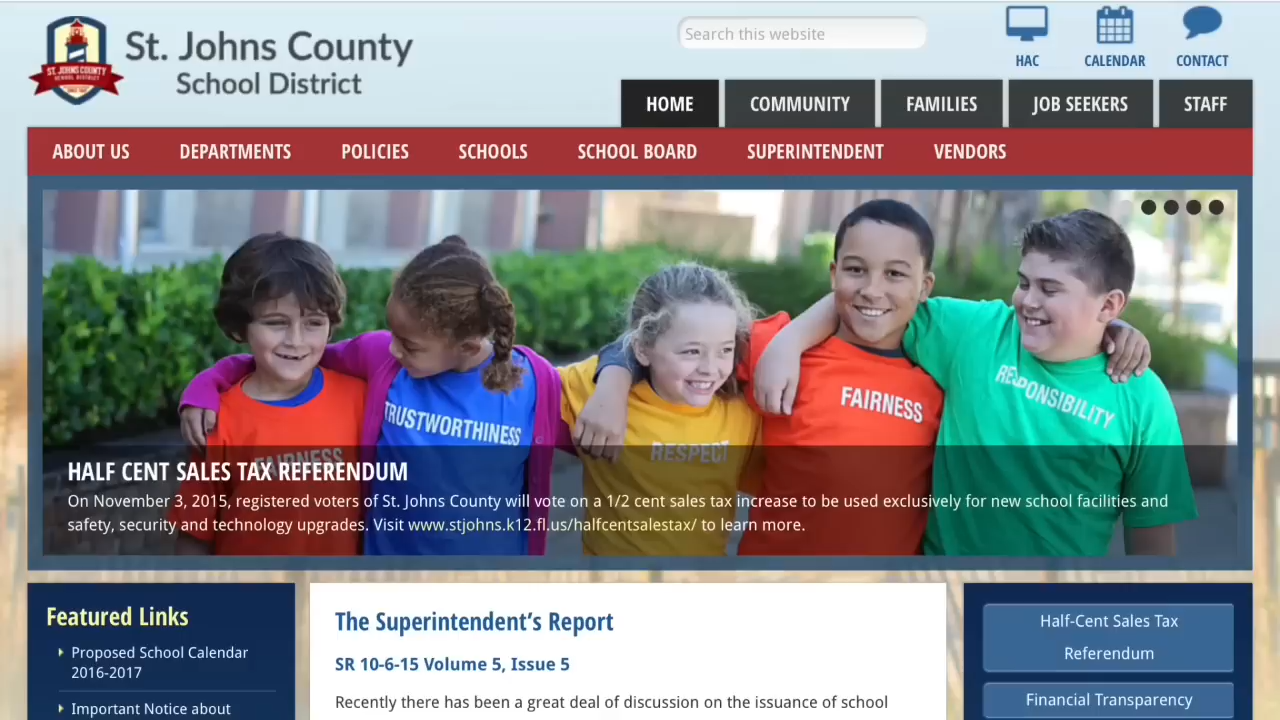 St. Johns County
School District
ST. JOHNS COUNTY
SCHOOL DISTRICT
Search this website
HAC
CALENDAR
CONTACT
HOME
COMMUNITY
FAMILIES
JOB SEEKERS
STAFF
ABOUT US
DEPARTMENTS
POLICIES
SCHOOLS
SCHOOL BOARD
SUPERINTENDENT
VENDORS
FAIRNESS
TRUSTWORTHINESS
RESPECT
FAIRNESS
RESPONSIBILITY
HALF CENT SALES TAX REFERENDUM
On November 3, 2015, registered voters of St. Johns County will vote on a 1/2 cent sales tax increase to be used exclusively for new school facilities and
safety, security and technology upgrades. Visit www.stjohns.k12.fl.us/halfcentsalestax/ to learn more.
Featured Links
Proposed School Calendar
2016-2017
Important Notice about
The Superintendent’s Report
SR 10-6-15 Volume 5, Issue 5
Recently there has been a great deal of discussion on the issuance of school
Half-Cent Sales Tax
Referendum
Financial Transparency